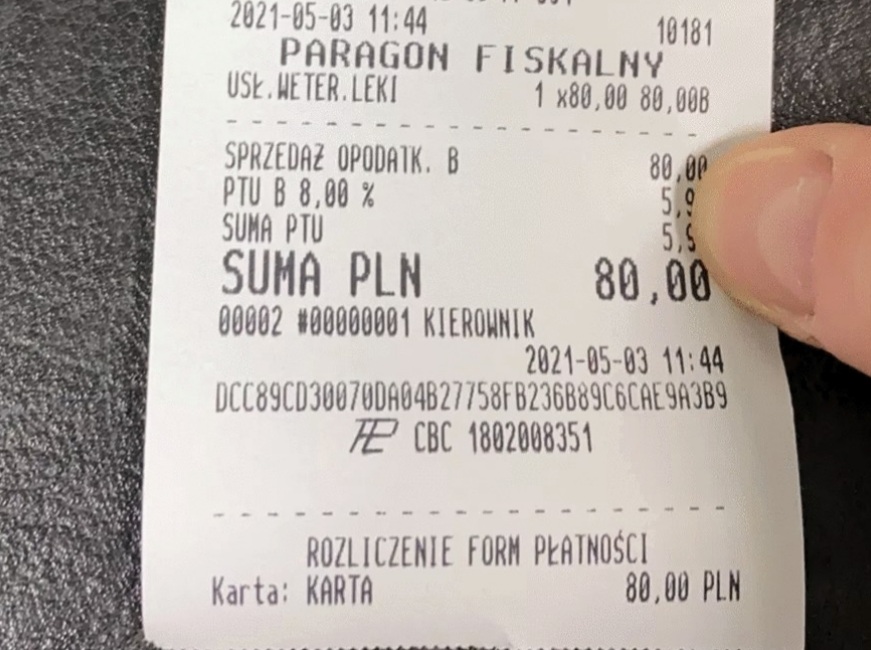 2021-05-03 11:44 10181
PARAGON FISKALNY
USŁ.WETER.LEKI 1 x80,00 80,00B
SPRZEDAŻ OPODATK. B 80,00
PTU B 8,00 %
SUMA PTU
SUMA PLN 80,00
00002 #00000001 KIEROWNIK
2021-05-03 11:44
DCC89CD30070DA04B27758FB236B89C6CAE9A3B9
CBC 1802008351
ROZLICZENIE FORM PŁATNOŚCI
Karta: KARTA 80,00 PLN